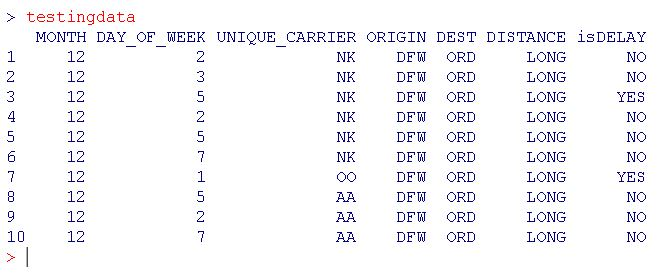 > testingdata
MONTH DAY_OF_WEEK UNIQUE_CARRIER ORIGIN DEST DISTANCE isDELAY
1 12 2 NK DFW ORD LONG NO
2 12 3 NK DFW ORD LONG NO
3 12 5 NK DFW ORD LONG YES
4 12 2 NK DFW ORD LONG NO
5 12 5 NK DFW ORD LONG NO
6 12 7 NK DFW ORD LONG NO
7 12 1 OO DFW ORD LONG YES
8 12 5 AA DFW ORD LONG NO
9 12 2 AA DFW ORD LONG NO
10 12 7 AA DFW ORD LONG NO
>